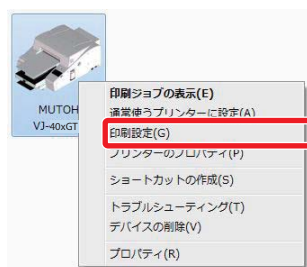 MUTOH
VJ-40xGT
印刷ジョブの表示(E)
通常使うプリンターに設定(A)
印刷設定(G)
プリンターのプロパティ(P)
ショートカットの作成(S)
トラブルシューティング(T)
デバイスの削除(V)
プロパティ(R)